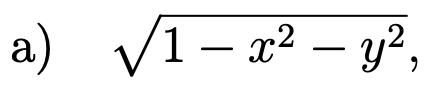 a) √(1 − x² − y²),